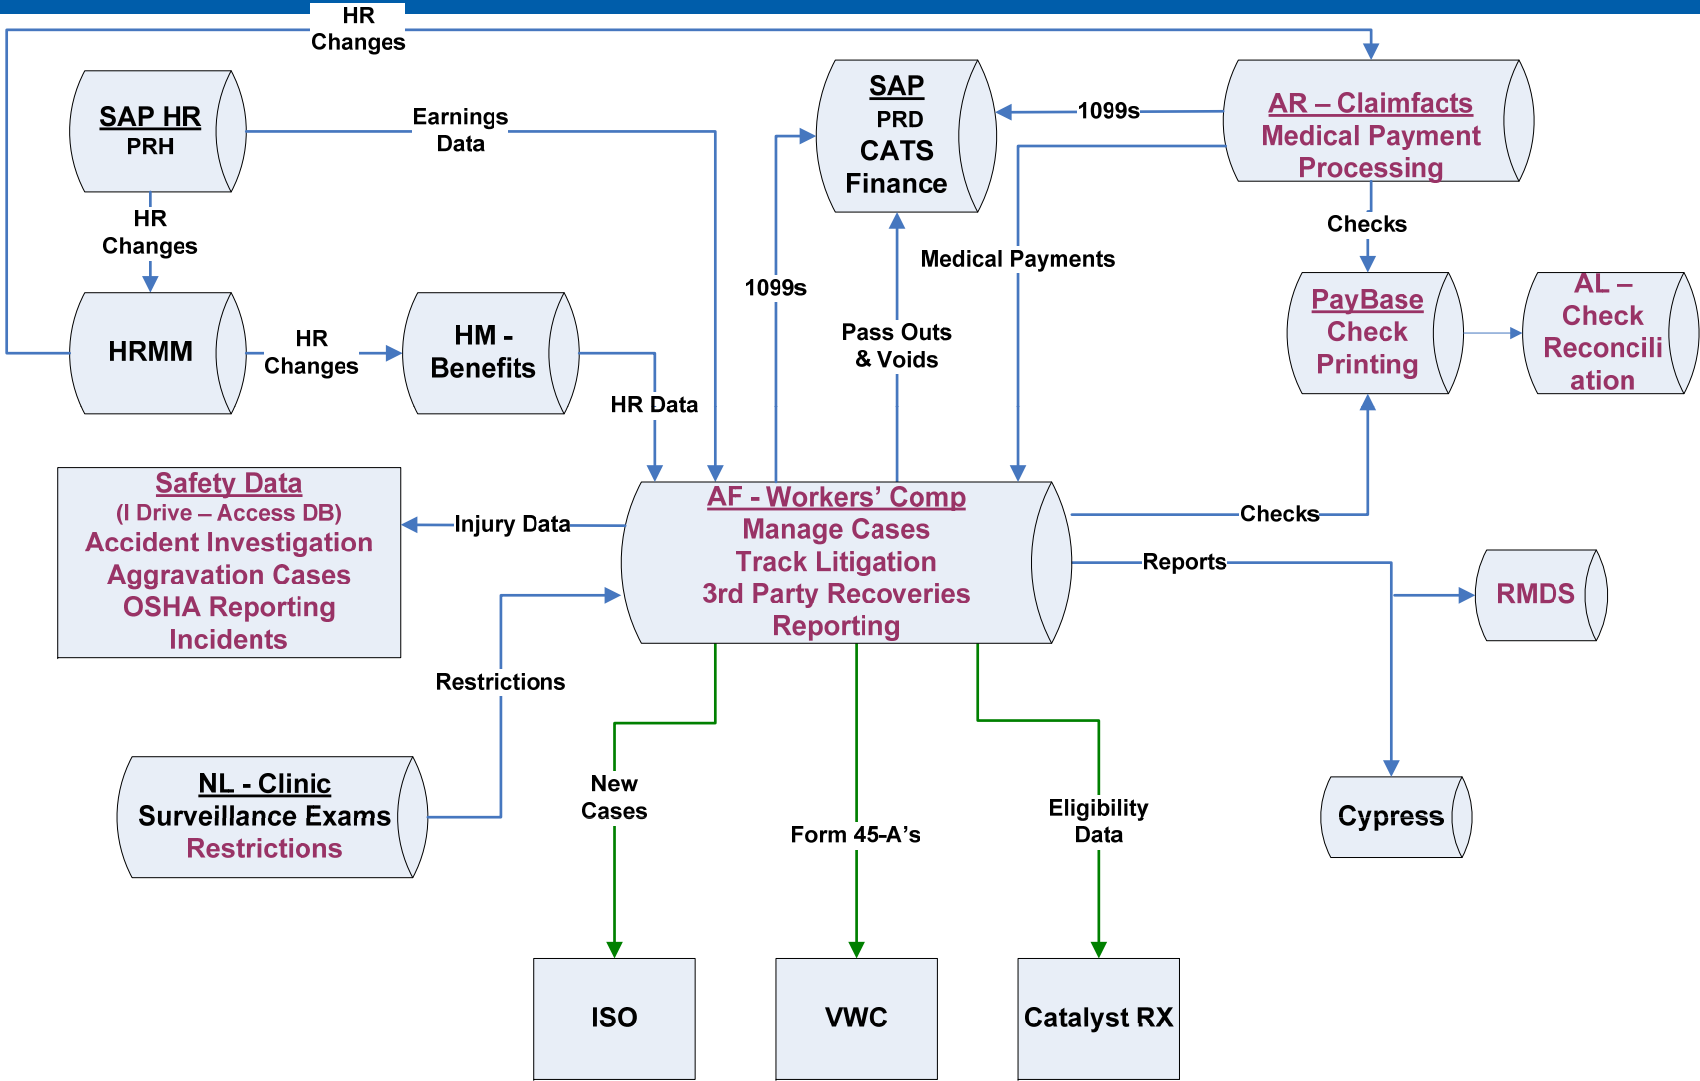 HR
Changes
SAP HR
PRH
Earnings
Data
SAP
PRD
CATS
Finance
1099s
AR – Claimfacts
Medical Payment
Processing
HR
Changes
Checks
Medical Payments
1099s
Pass Outs
& Voids
HRMM
HR
Changes
HM -
Benefits
HR Data
PayBase
Check
Printing
AL –
Check
Reconcili
ation
Safety Data
(I Drive – Access DB)
Accident Investigation
Aggravation Cases
OSHA Reporting
Incidents
Injury Data
AF - Workers’ Comp
Manage Cases
Track Litigation
3rd Party Recoveries
Reporting
Checks
Reports
RMDS
Restrictions
NL - Clinic
Surveillance Exams
Restrictions
New
Cases
Form 45-A’s
Eligibility
Data
Cypress
ISO
VWC
Catalyst RX